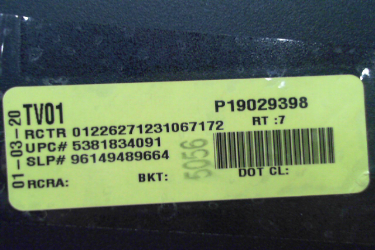 01-03-20
TV01
P19029398
RCTR 01226271231067172
RT :7
UPC# 5381834091
SLP# 96149489664
5056
RCRA:
BKT:
DOT CL: